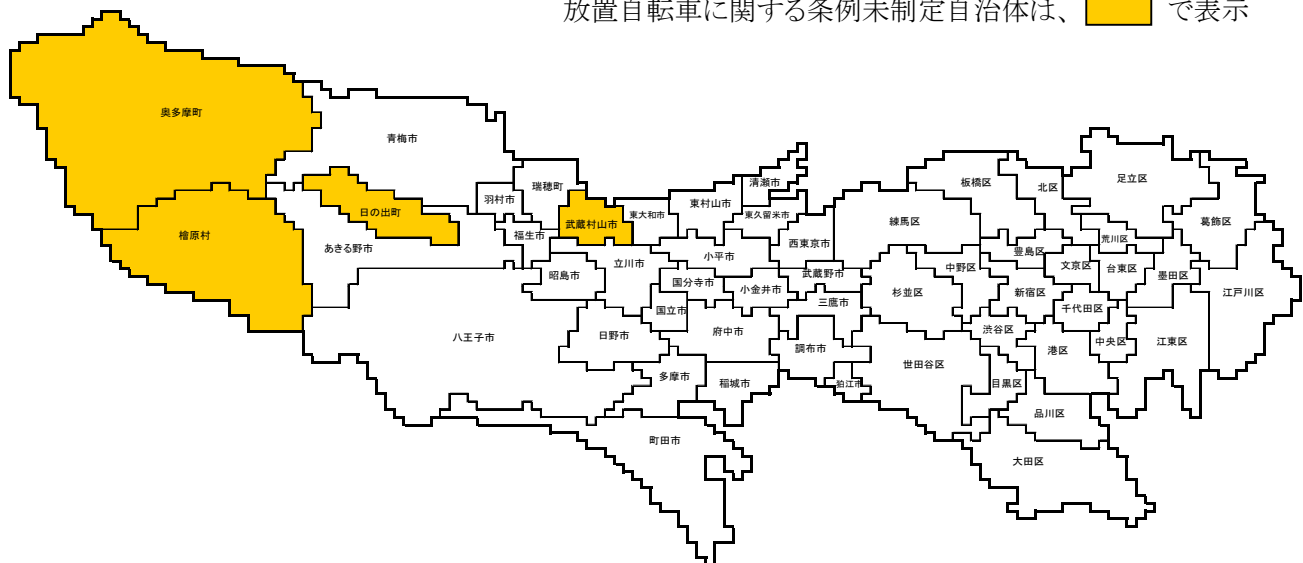 放置自転車に関する条例未制定自治体は、 で表示
奥多摩町
青梅市
瑞穂町
羽村市
日の出町
檜原村
あきる野市
福生市
武蔵村山市
東大和市
東村山市
清瀬市
東久留米市
西東京市
小平市
立川市
昭島市
国分寺市
小金井市
武蔵野市
三鷹市
国立市
府中市
調布市
狛江市
八王子市
日野市
多摩市
稲城市
町田市
板橋区
北区
足立区
葛飾区
練馬区
荒川区
豊島区
文京区
台東区
墨田区
江戸川区
中野区
杉並区
新宿区
千代田区
渋谷区
港区
中央区
江東区
世田谷区
目黒区
品川区
大田区